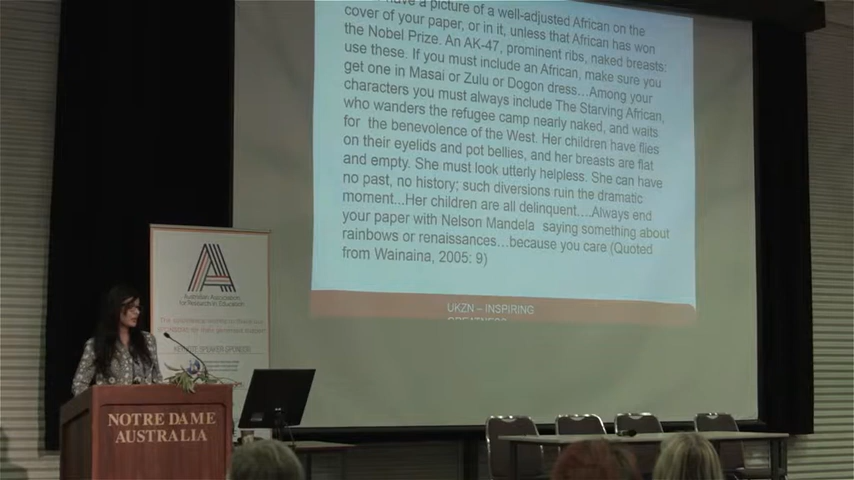 have a picture of a well-adjusted African on the
cover of your paper, or in it, unless that African has won
the Nobel Prize. An AK-47, prominent ribs, naked breasts:
use these. If you must include an African, make sure you
get one in Masai or Zulu or Dogon dress…Among your
characters you must always include The Starving African,
who wanders the refugee camp nearly naked, and waits
for the benevolence of the West. Her children have flies
on their eyelids and pot bellies, and her breasts are flat
and empty. She must look utterly helpless. She can have
no past, no history; such diversions ruin the dramatic
moment...Her children are all delinquent….Always end
your paper with Nelson Mandela saying something about
rainbows or renaissances…because you care (Quoted
from Wainaina, 2005: 9)
UKZN – INSPIRING
GREATNESS
Australian Association
for Research in Education
KEYNOTE SPEAKER SPONSOR
NOTRE DAME
AUSTRALIA